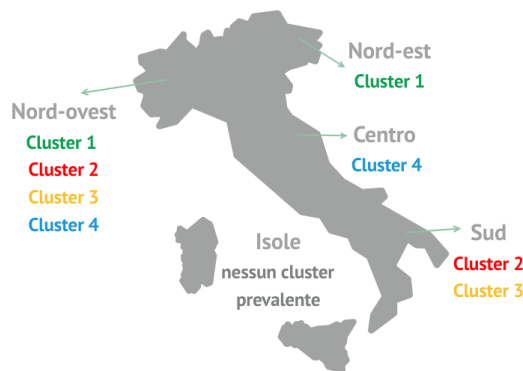 Nord-est
Cluster 1
Nord-ovest
Cluster 1
Cluster 2
Cluster 3
Cluster 4
Centro
Cluster 4
Sud
Cluster 2
Cluster 3
Isole
nessun cluster
prevalente